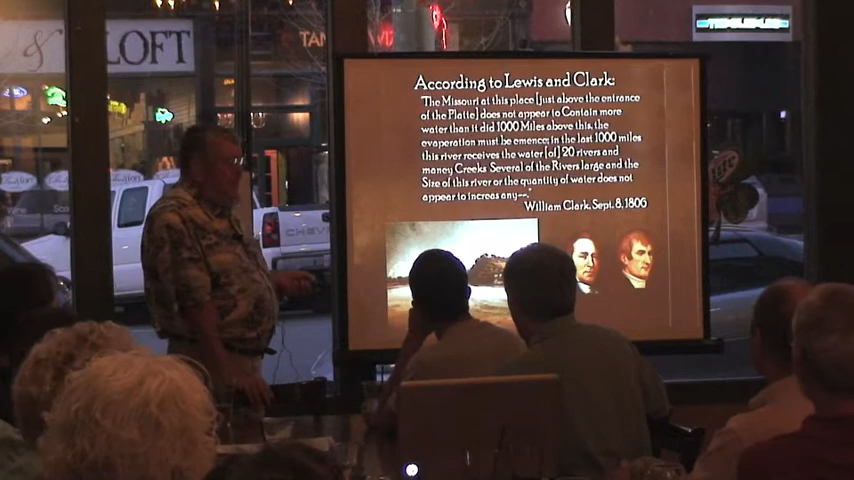 & LOFT
TAN
According to Lewis and Clark:
"The Missouri at this place [just above the entrance
of the Platte] does not appear to Contain more
water than it did 1000 Miles above this, the
evaporation must be emence; in the last 1000 miles
this river receives the water [of] 20 rivers and
maney Creeks Several of the Rivers large and the
Size of this river or the quantity of water does not
appear to increas any—."
William Clark, Sept. 8, 1806
CHEVR
Miller